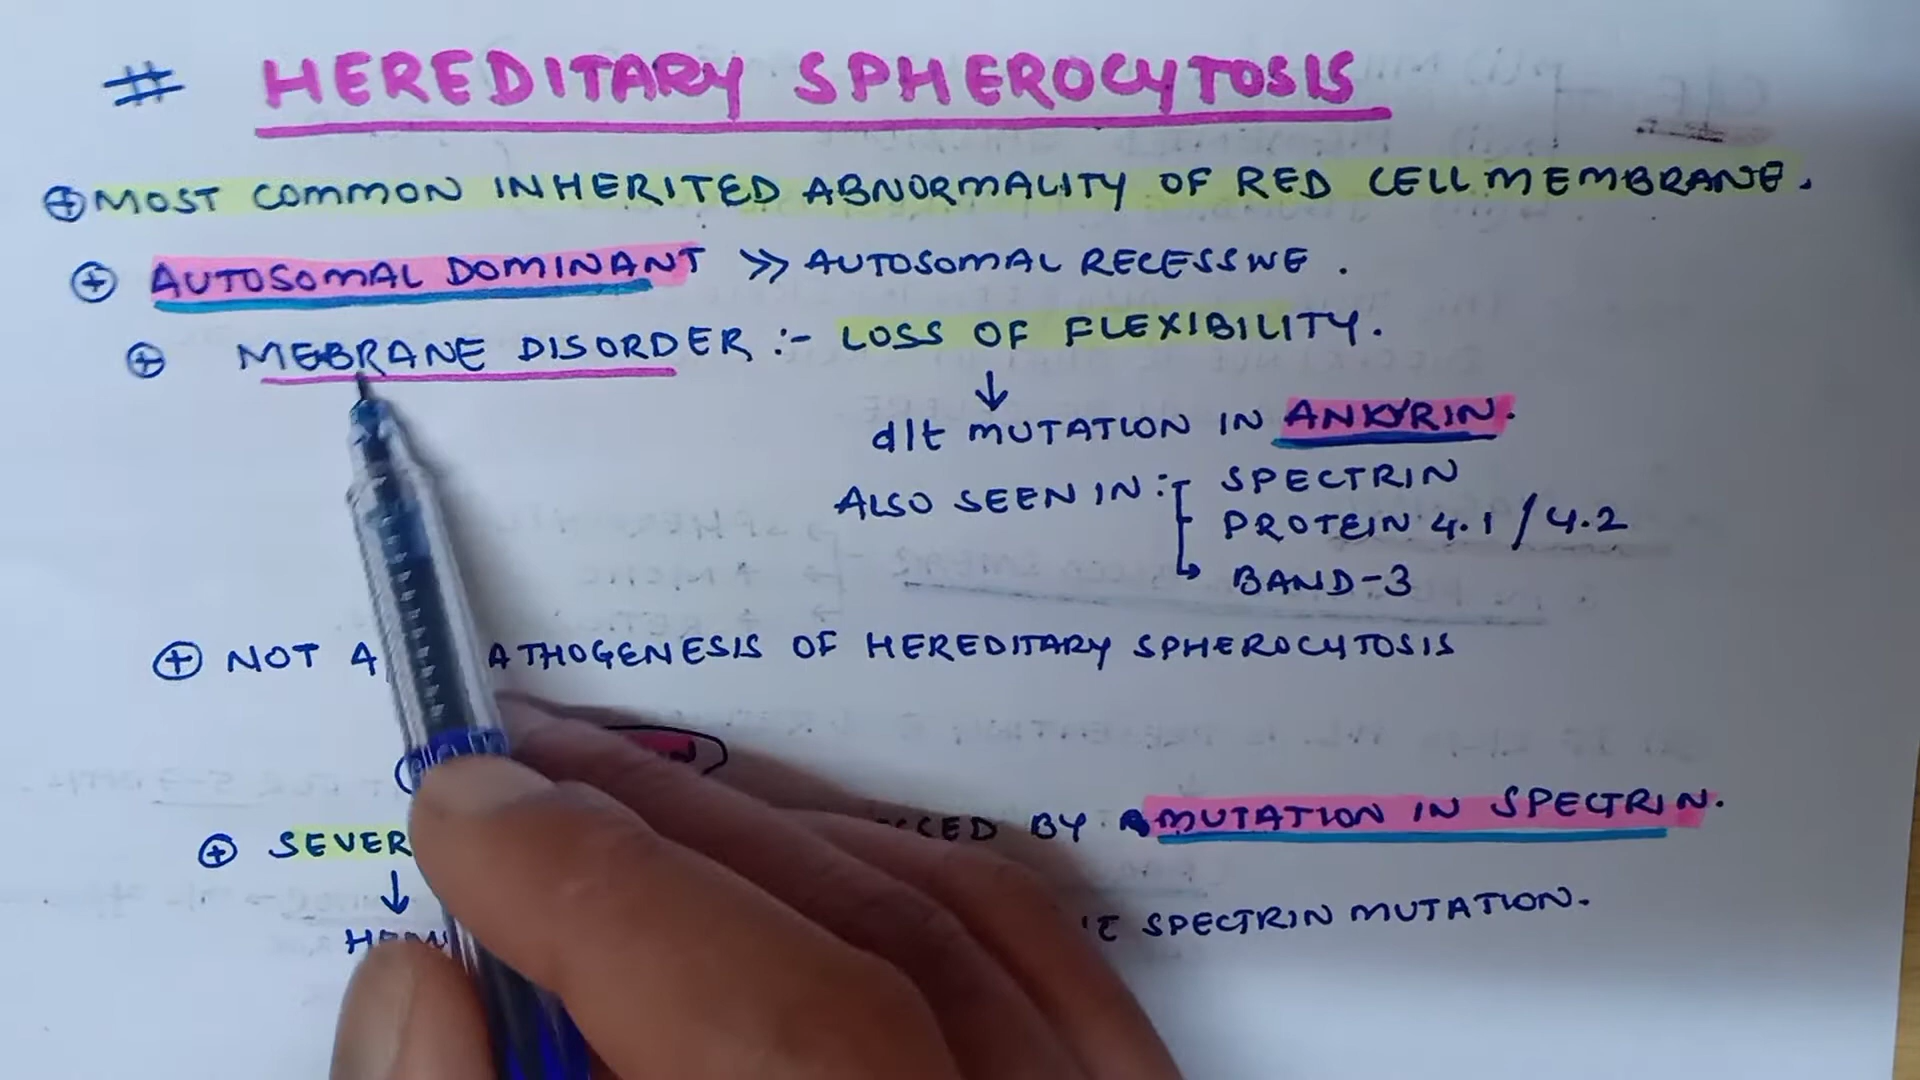 # HEREDITARY SPHEROCYTOSIS
⊕ MOST COMMON INHERITED ABNORMALITY OF RED CELL MEMBRANE.
⊕ AUTOSOMAL DOMINANT >> AUTOSOMAL RECESSIVE.
⊕ MEBRANE DISORDER :- LOSS OF FLEXIBILITY.
↓
d/t MUTATION IN ANKYRIN.
ALSO SEEN IN :- SPECTRIN
PROTEIN 4.1 / 4.2
BAND-3
⊕ NOT A ATHOGENESIS OF HEREDITARY SPHEROCYTOSIS
⊕ SEVER BY MUTATION IN SPECTRIN.
↓
SPECTRIN MUTATION.